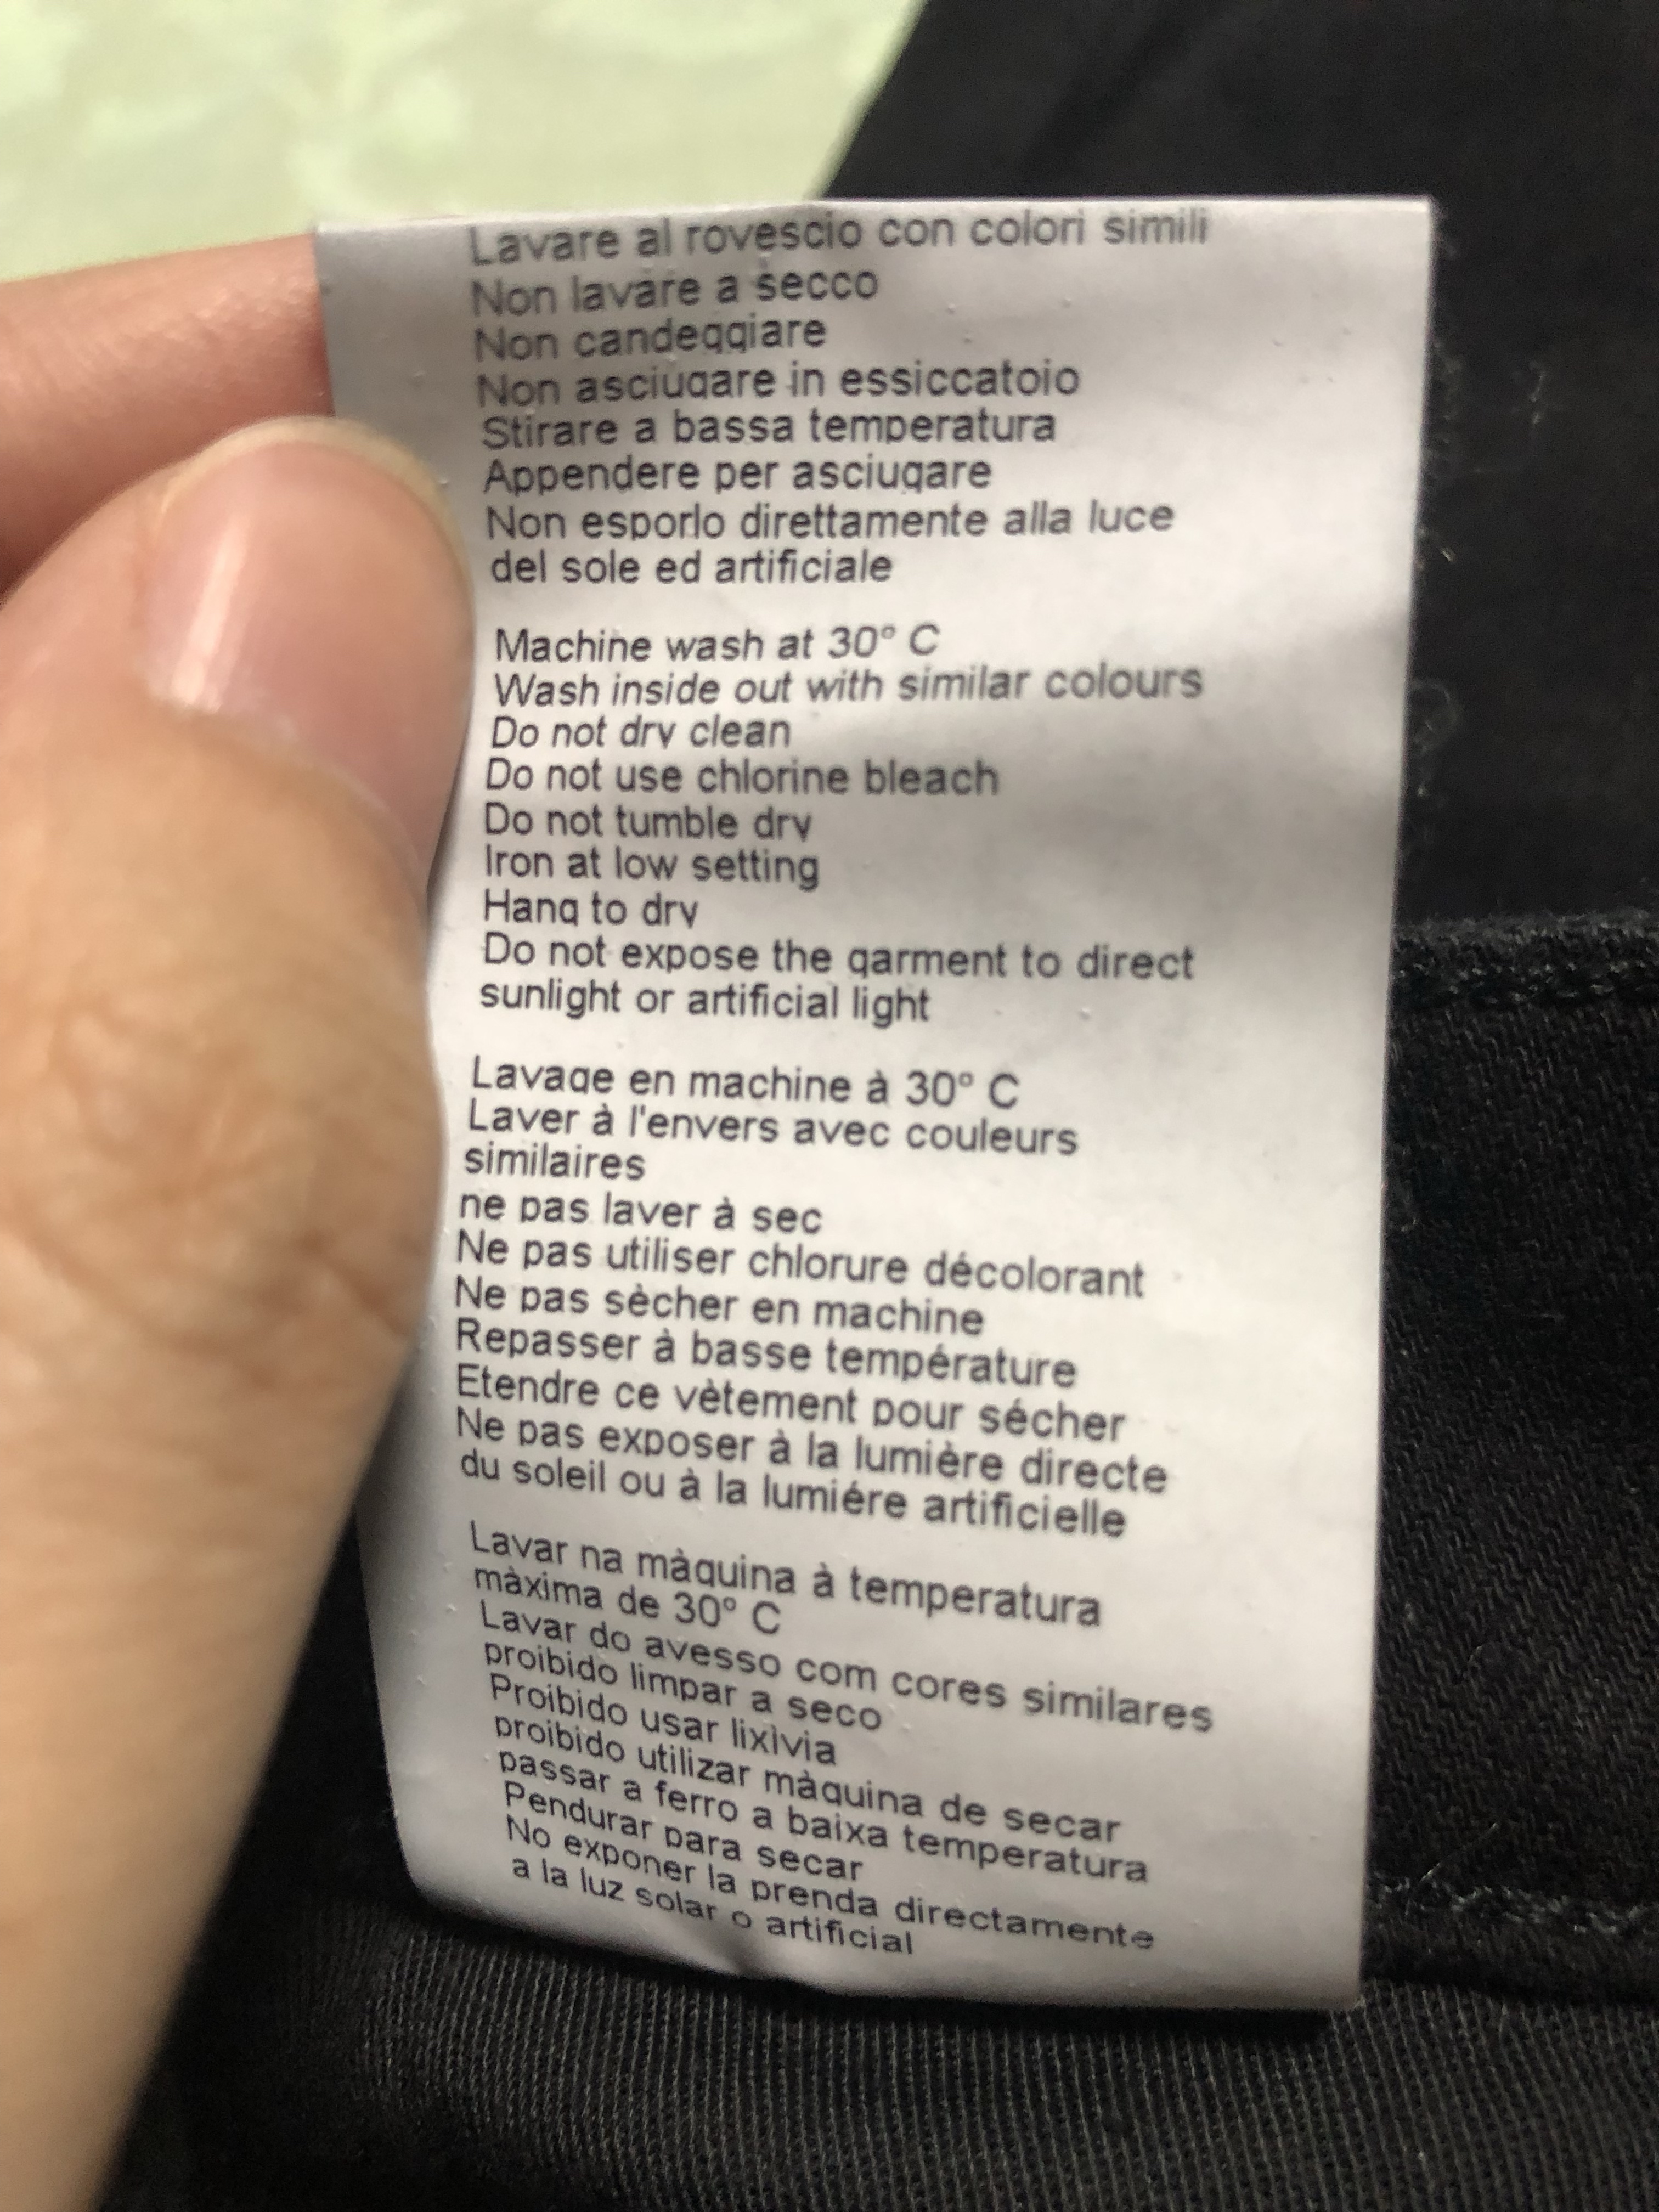 Lavare al rovescio con colori simili
Non lavare a secco
Non candeggiare
Non asciugare in essiccatoio
Stirare a bassa temperatura
Appendere per asciugare
Non esporlo direttamente alla luce
del sole ed artificiale
Machine wash at 30° C
Wash inside out with similar colours
Do not dry clean
Do not use chlorine bleach
Do not tumble dry
Iron at low setting
Hang to dry
Do not expose the garment to direct
sunlight or artificial light
Lavage en machine à 30° C
Laver à l'envers avec couleurs
similaires
ne pas laver à sec
Ne pas utiliser chlorure décolorant
Ne pas sècher en machine
Repasser à basse température
Etendre ce vètement pour sécher
Ne pas exposer à la lumière directe
du soleil ou à la lumiére artificielle
Lavar na màquina à temperatura
màxima de 30° C
Lavar do avesso com cores similares
proibido limpar a seco
Proibido usar lixìvia
proibido utilizar màquina de secar
passar a ferro a baixa temperatura
Pendurar para secar
No exponer la prenda directamente
a la luz solar o artificial